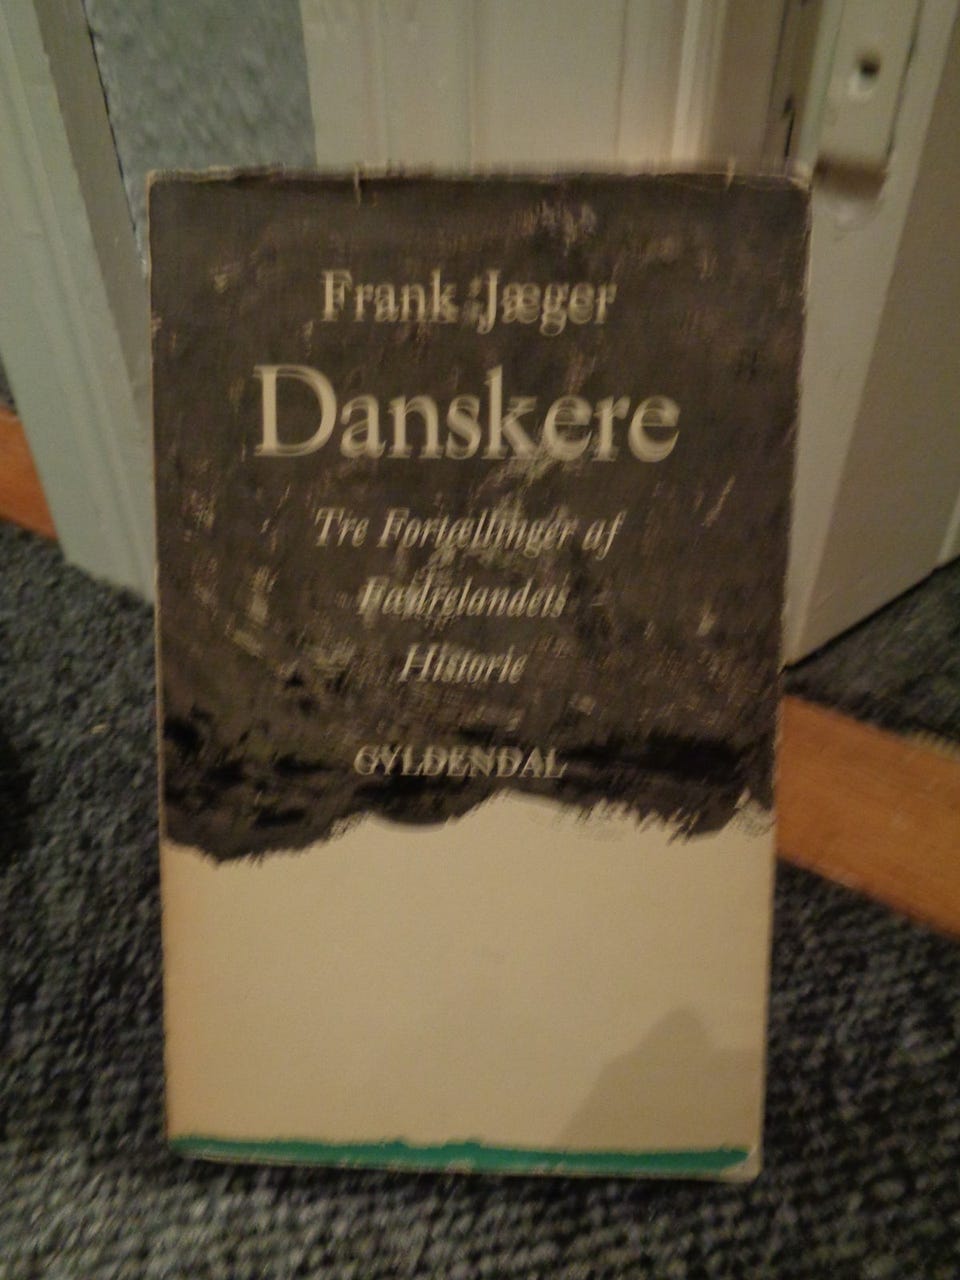 Frank Jæger
Danskere
Tre Fortællinger af
Fædrelandets
Historie
GYLDENDAL